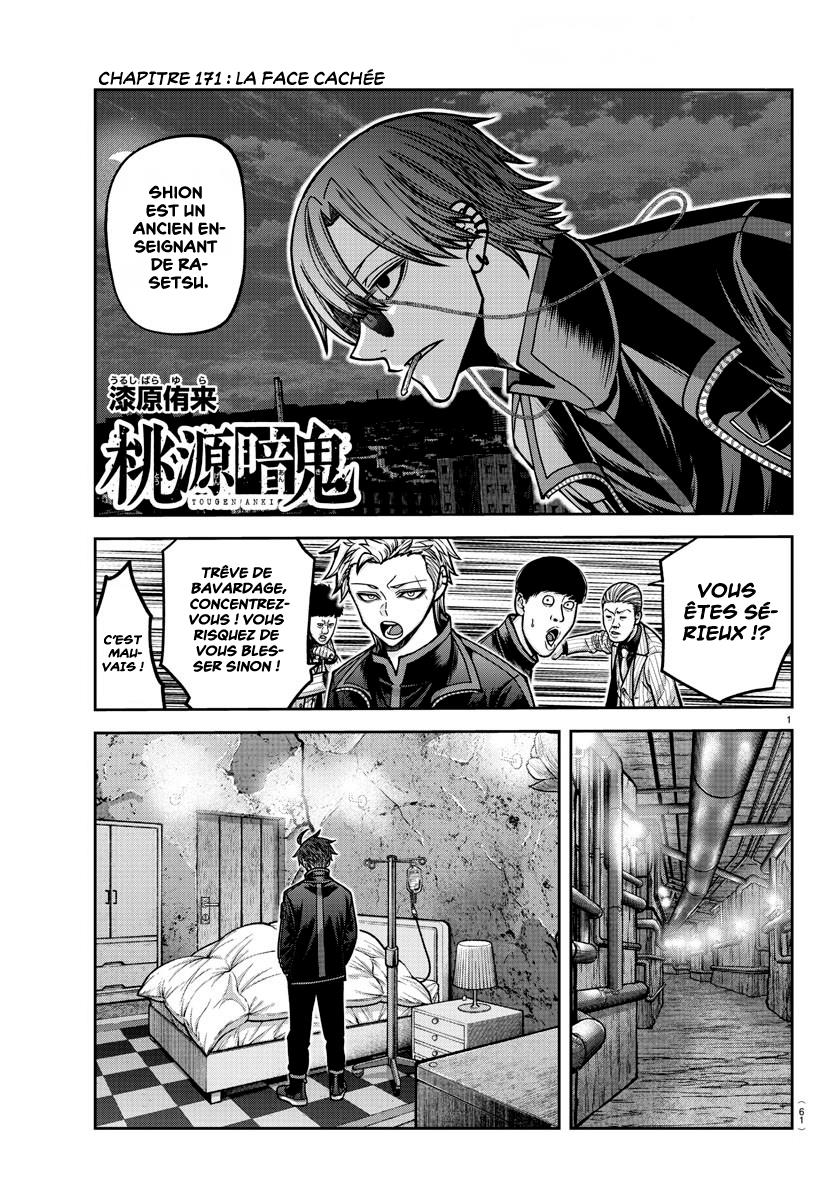 CHAPITRE 171 : LA FACE CACHÉE
SHION
EST UN
ANCIEN EN-
SEIGNANT
DE RA-
SETSU.
うるしばら ゆら
漆原侑来
桃源暗鬼
TOUGEN ANKI
VOUS
ÊTES SÉ-
RIEUX !?
TRÊVE DE
BAVARDAGE,
CONCENTREZ-
VOUS ! VOUS
RISQUEZ DE
VOUS BLES-
SER SINON !
C'EST
MAU-
VAIS !
1
(61)